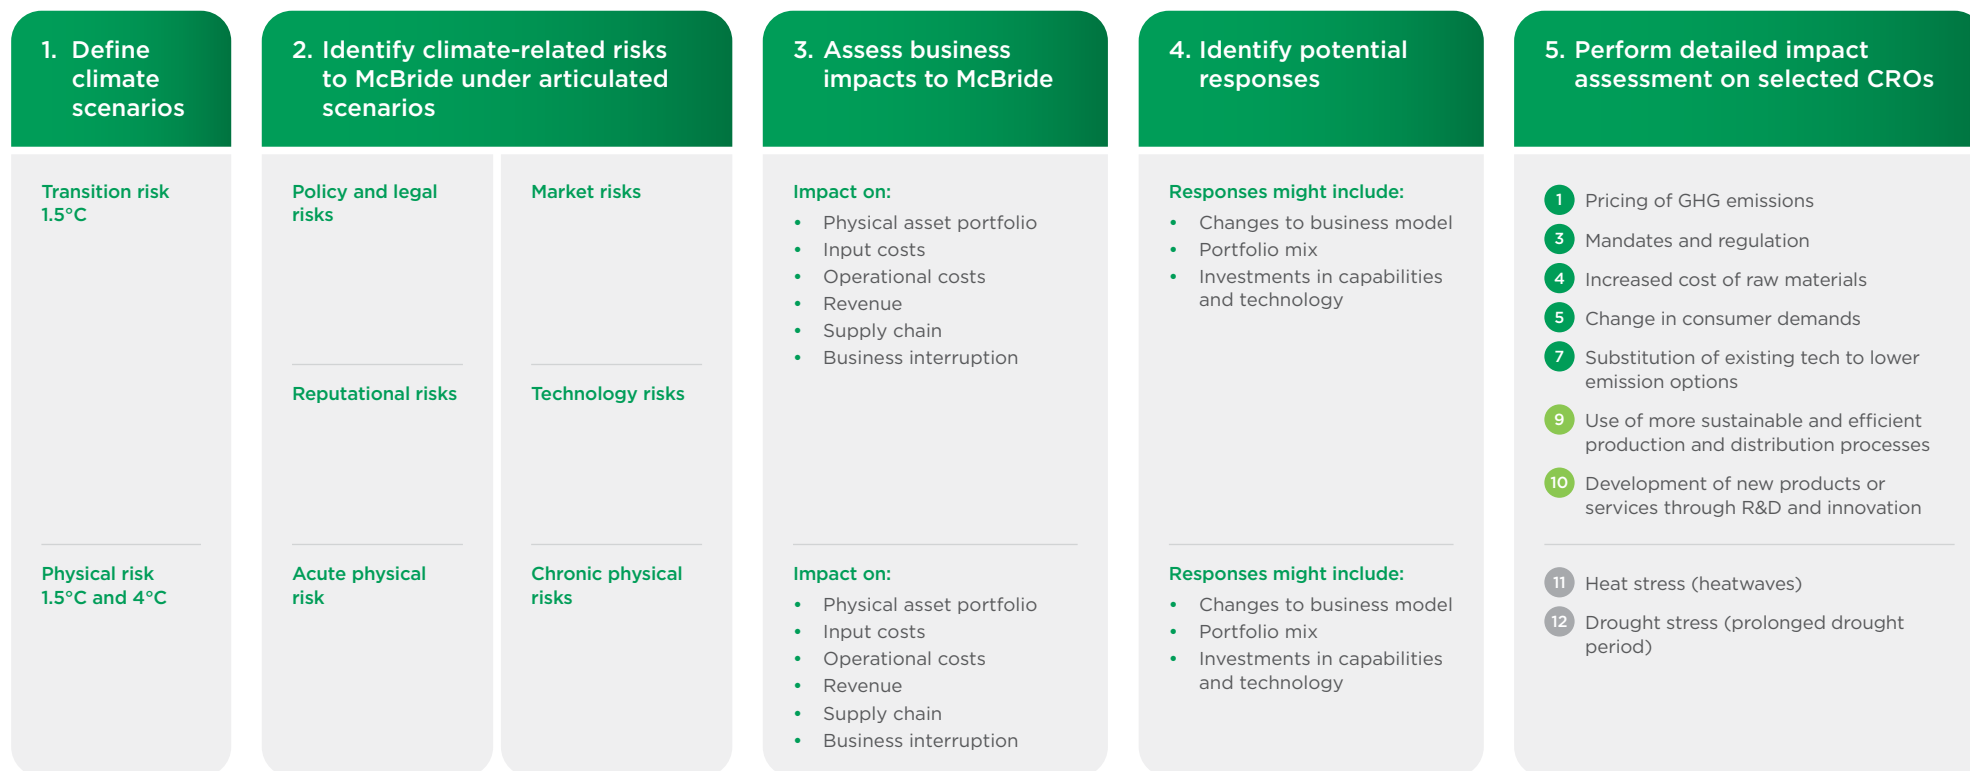 1. Define
climate
scenarios
Transition risk
1.5°C
Physical risk
1.5°C and 4°C
2. Identify climate-related risks
to McBride under articulated
scenarios
Policy and legal
risks
Market risks
Reputational risks
Technology risks
Acute physical
risk
Chronic physical
risks
3. Assess business
impacts to McBride
Impact on:
• Physical asset portfolio
• Input costs
• Operational costs
• Revenue
• Supply chain
• Business interruption
Impact on:
• Physical asset portfolio
• Input costs
• Operational costs
• Revenue
• Supply chain
• Business interruption
4. Identify potential
responses
Responses might include:
• Changes to business model
• Portfolio mix
• Investments in capabilities
and technology
Responses might include:
• Changes to business model
• Portfolio mix
• Investments in capabilities
and technology
5. Perform detailed impact
assessment on selected CROs
1 Pricing of GHG emissions
3 Mandates and regulation
4 Increased cost of raw materials
5 Change in consumer demands
7 Substitution of existing tech to lower
emission options
9 Use of more sustainable and efficient
production and distribution processes
10 Development of new products or
services through R&D and innovation
11 Heat stress (heatwaves)
12 Drought stress (prolonged drought
period)